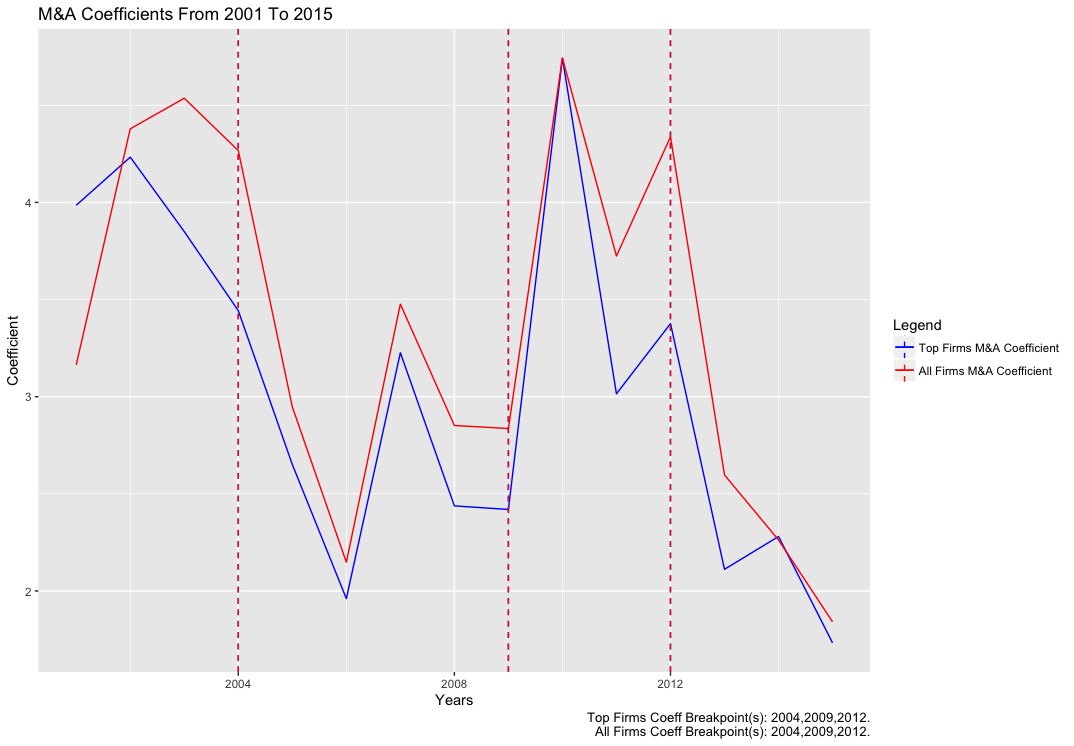 M&A Coefficients From 2001 To 2015
Coefficient
4
3
2
2004
2008
2012
Years
Legend
Top Firms M&A Coefficient
All Firms M&A Coefficient
Top Firms Coeff Breakpoint(s): 2004,2009,2012.
All Firms Coeff Breakpoint(s): 2004,2009,2012.